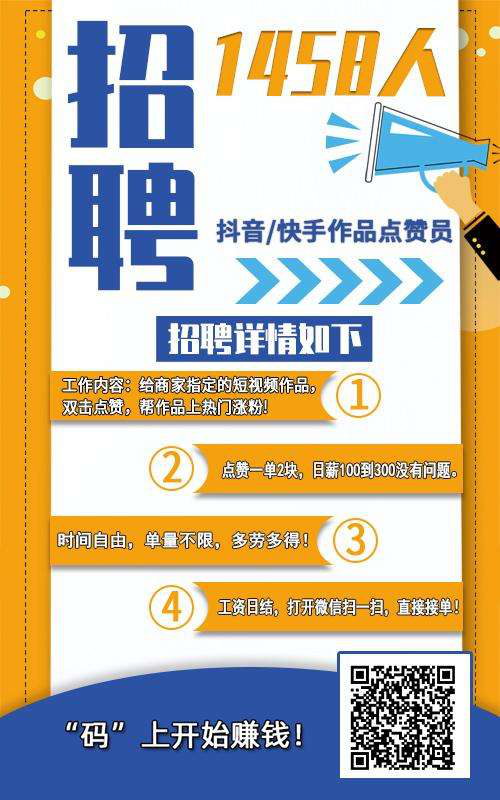 招聘
1458人
抖音/快手作品点赞员
招聘详情如下
工作内容：给商家指定的短视频作品，
双击点赞，帮作品上热门涨粉!
1
2
点赞一单2块，日薪100到300没有问题。
时间自由，单量不限，多劳多得！
3
4
工资日结，打开微信扫一扫，直接接单！
“码”上开始赚钱！